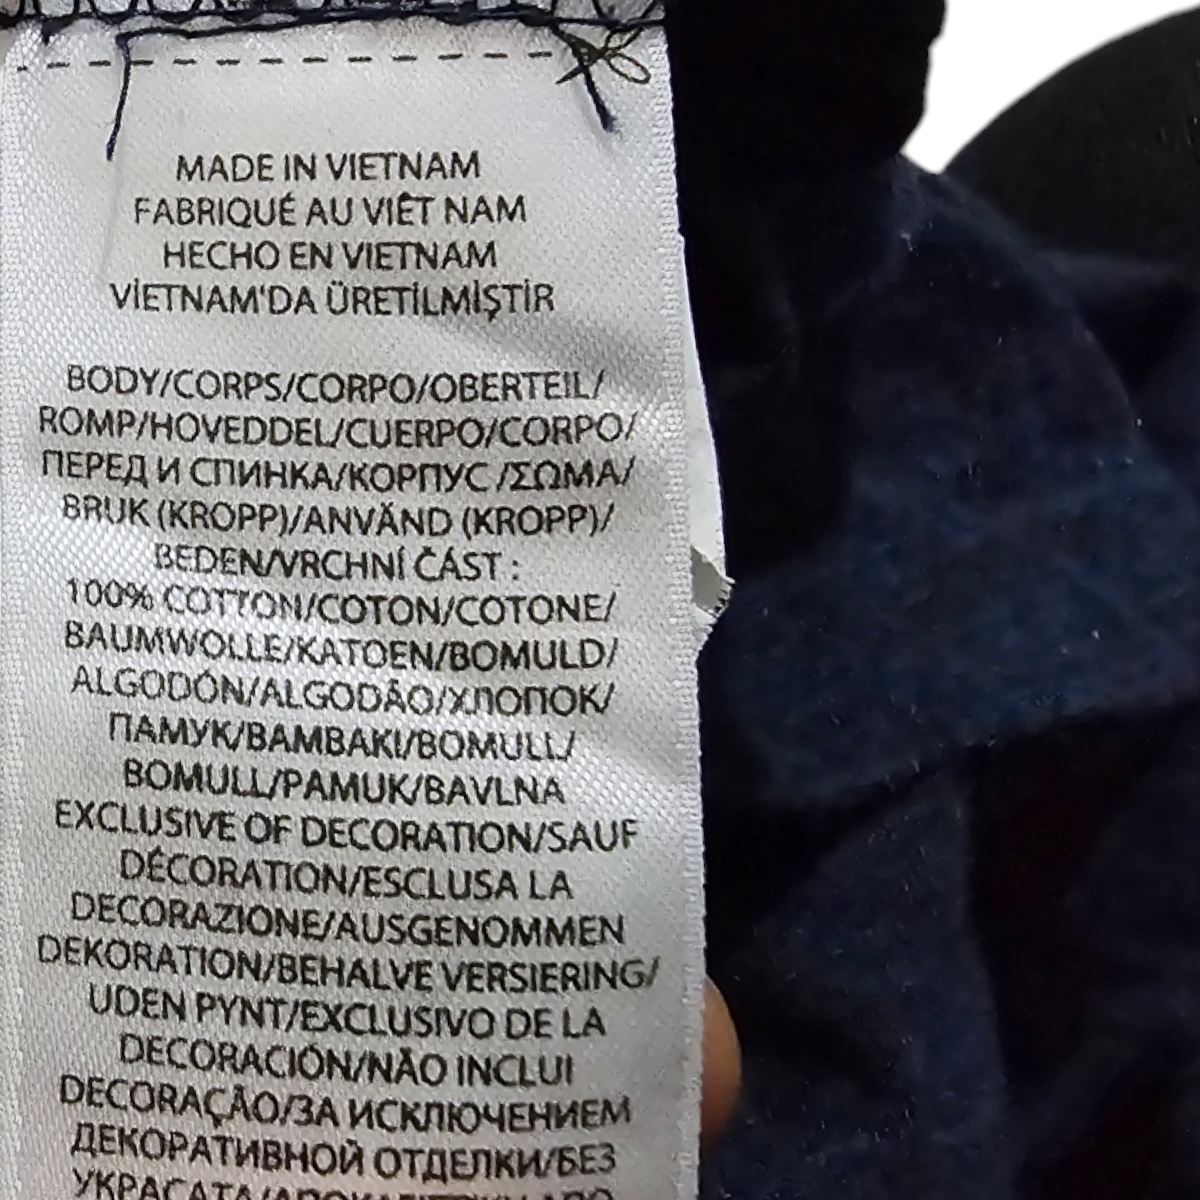 MADE IN VIETNAM
FABRIQUÉ AU VIÊT NAM
HECHO EN VIETNAM
VİETNAM'DA ÜRETİLMİŞTİR
BODY/CORPS/CORPO/OBERTEIL/
ROMP/HOVEDDEL/CUERPO/CORPO/
ПЕРЕД И СПИНКА/КОРПУС /ΣΩΜΑ/
BRUK (KROPP)/ANVÄND (KROPP)/
BEDEN/VRCHNÍ ČÁST :
100% COTTON/COTON/COTONE/
BAUMWOLLE/KATOEN/BOMULD/
ALGODÓN/ALGODÃO/ХЛОПОК/
ПАМУК/ΒΑΜΒΑΚΙ/BOMULL/
BOMULL/PAMUK/BAVLNA
EXCLUSIVE OF DECORATION/SAUF
DÉCORATION/ESCLUSA LA
DECORAZIONE/AUSGENOMMEN
DEKORATION/BEHALVE VERSIERING/
UDEN PYNT/EXCLUSIVO DE LA
DECORACIÓN/NÃO INCLUI
DECORAÇÃO/ЗА ИСКЛЮЧЕНИЕМ
ДЕКОРАТИВНОЙ ОТДЕЛКИ/БЕЗ
УКРАСАТА/